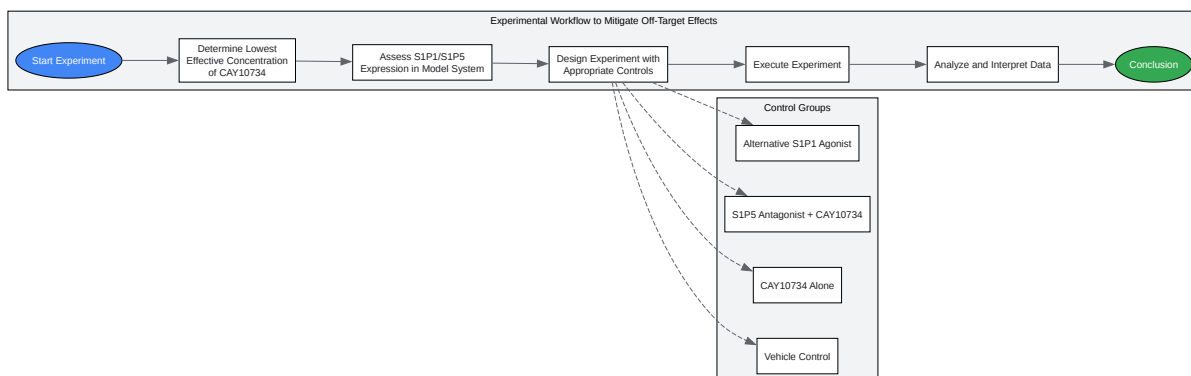 Experimental Workflow to Mitigate Off-Target Effects
Start Experiment
Determine Lowest
Effective Concentration
of CAY10734
Assess S1P1/S1P5
Expression in Model System
Design Experiment with
Appropriate Controls
Execute Experiment
Analyze and Interpret Data
Conclusion
Control Groups
Alternative S1P1 Agonist
S1P5 Antagonist + CAY10734
CAY10734 Alone
Vehicle Control